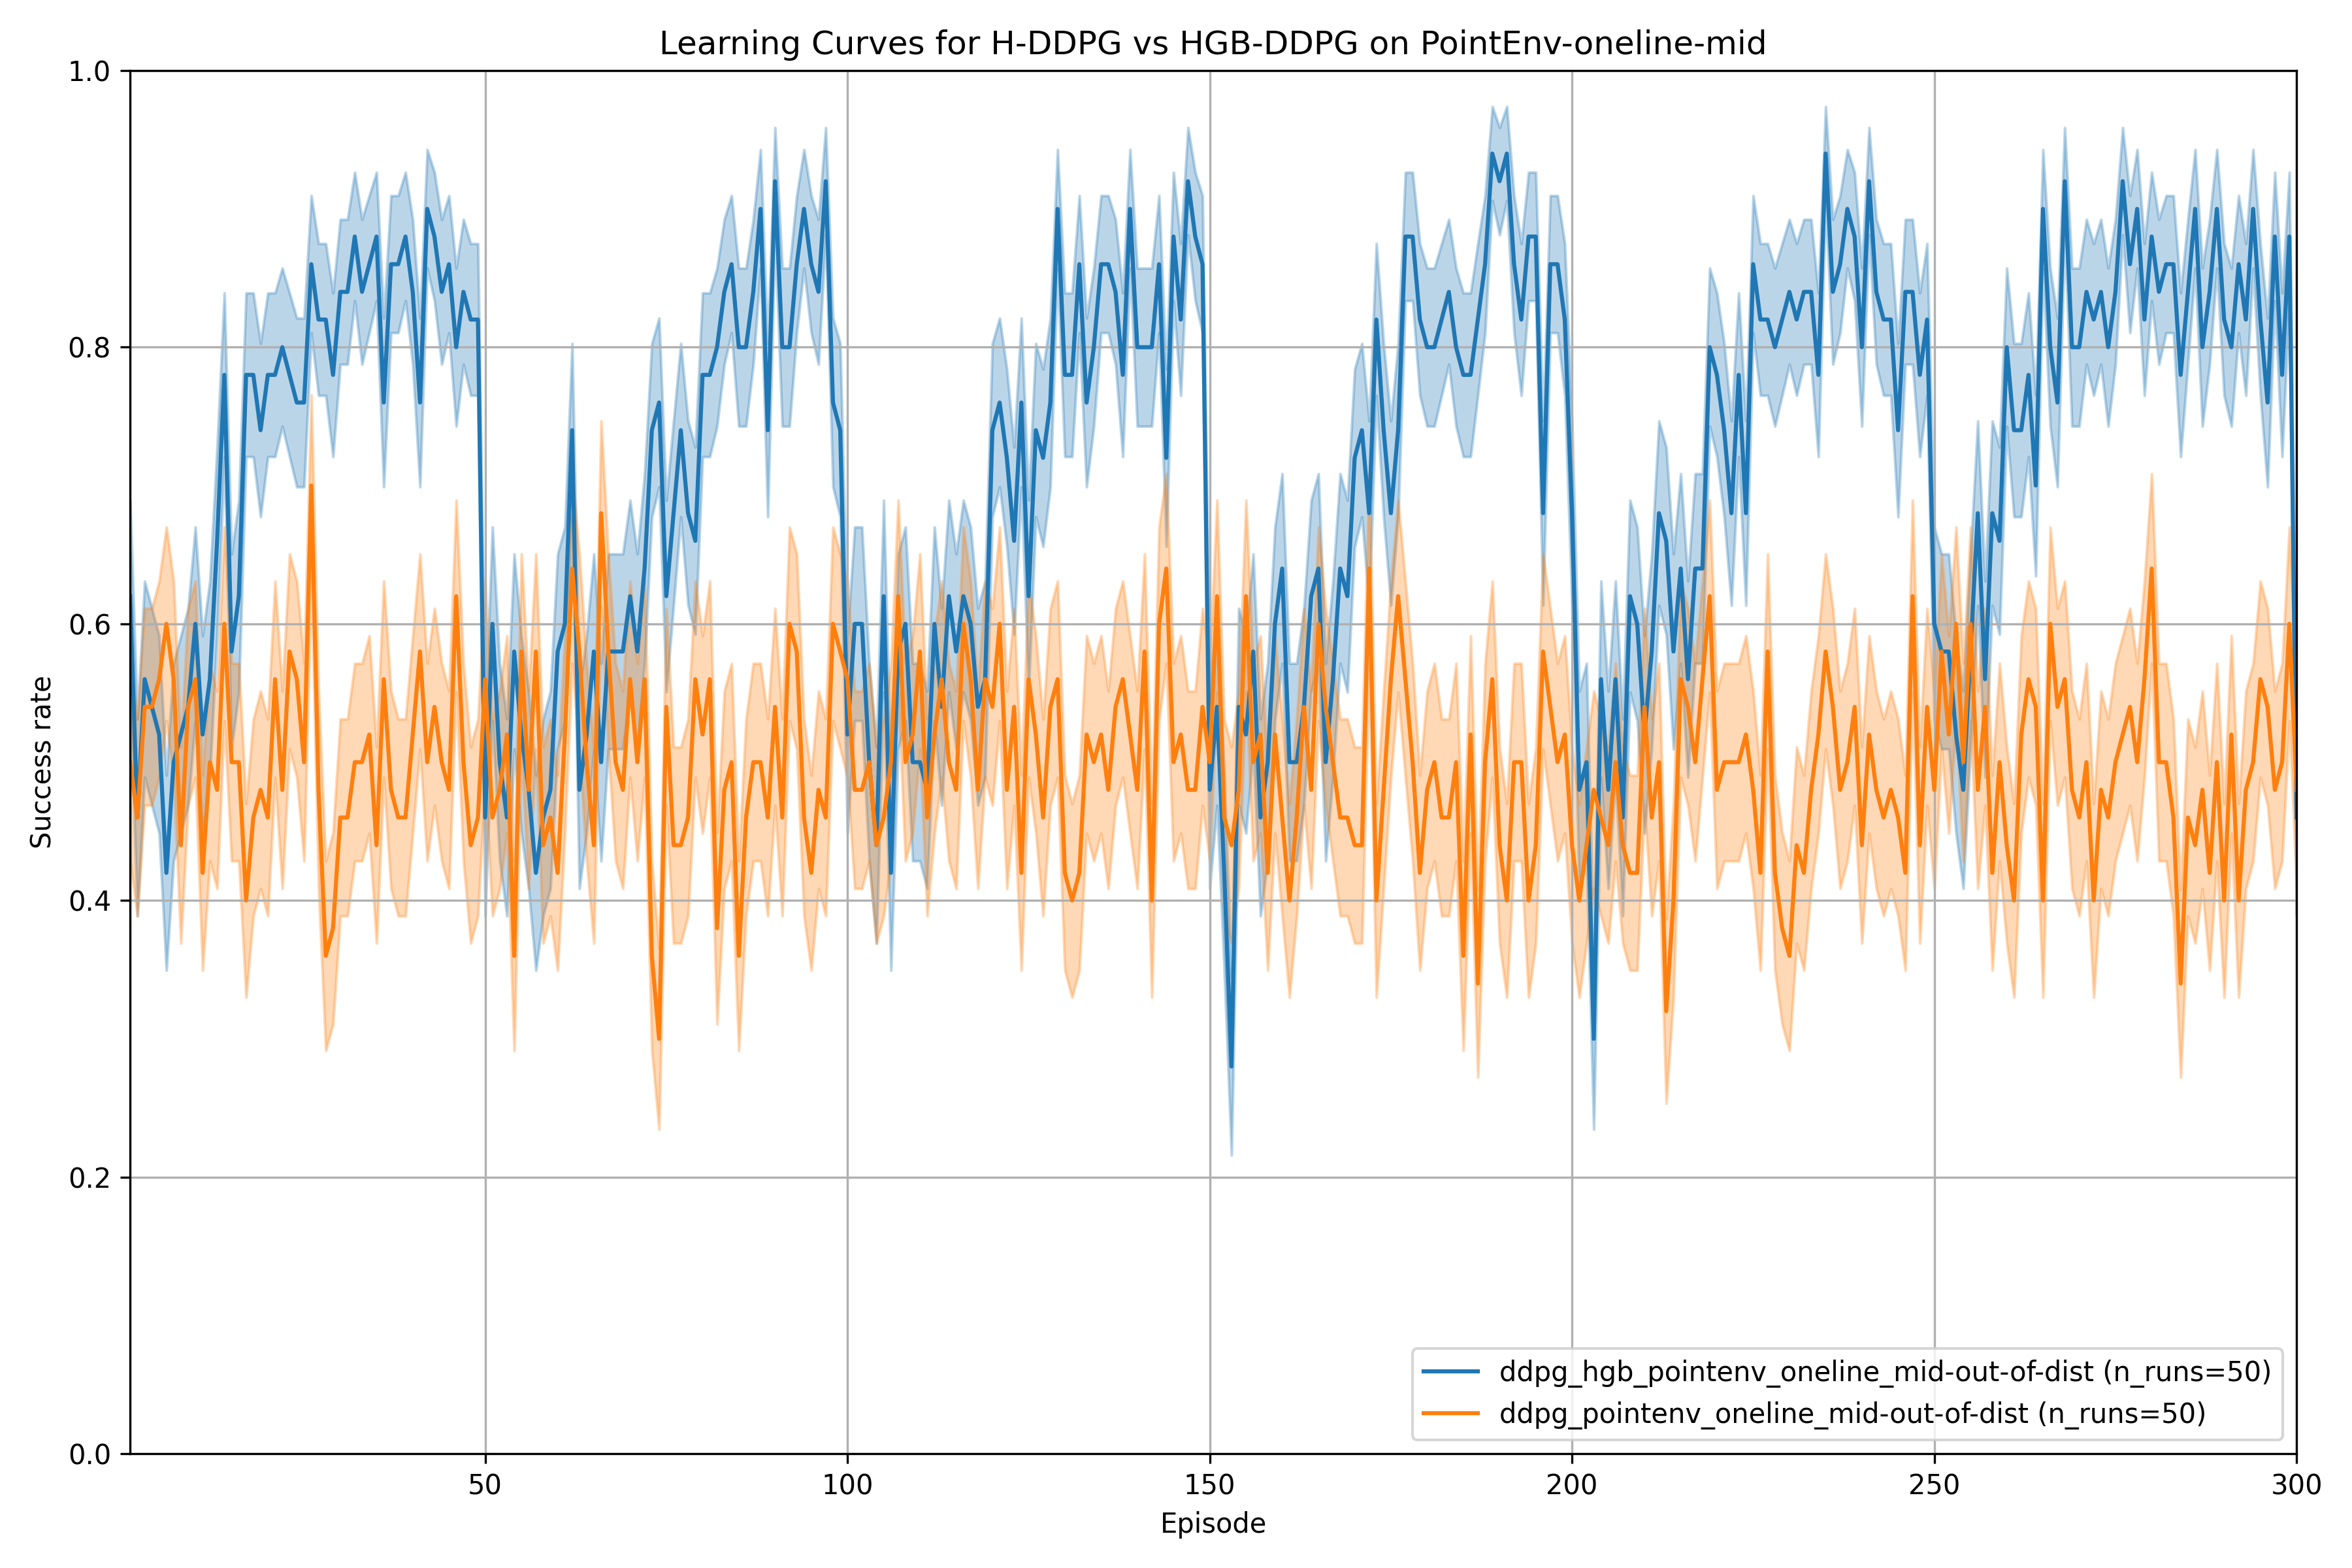 Learning Curves for H-DDPG vs HGB-DDPG on PointEnv-oneline-mid
1.0
0.8
0.6
0.4
0.2
0.0
Success rate
50
100
150
200
250
300
Episode
ddpg_hgb_pointenv_oneline_mid-out-of-dist (n_runs=50)
ddpg_pointenv_oneline_mid-out-of-dist (n_runs=50)